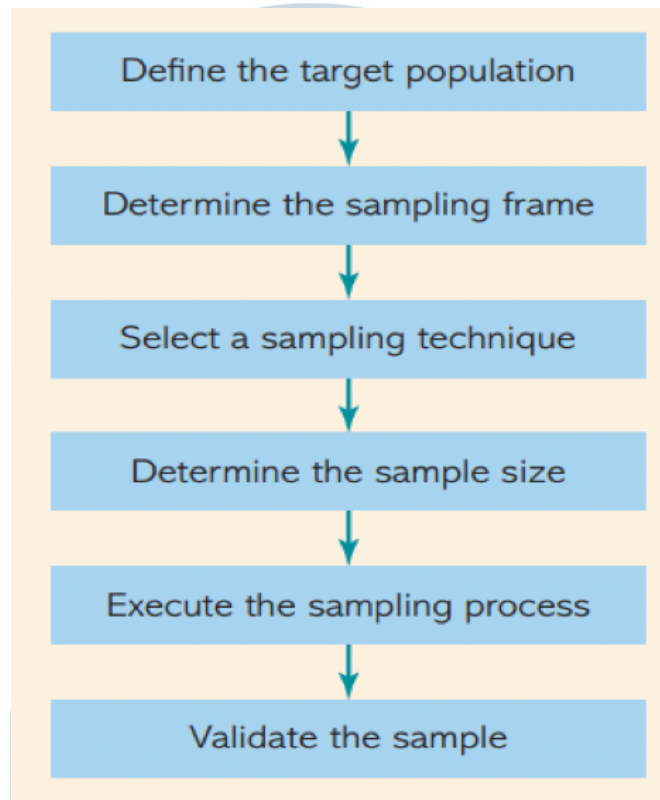 Define the target population
Determine the sampling frame
Select a sampling technique
Determine the sample size
Execute the sampling process
Validate the sample